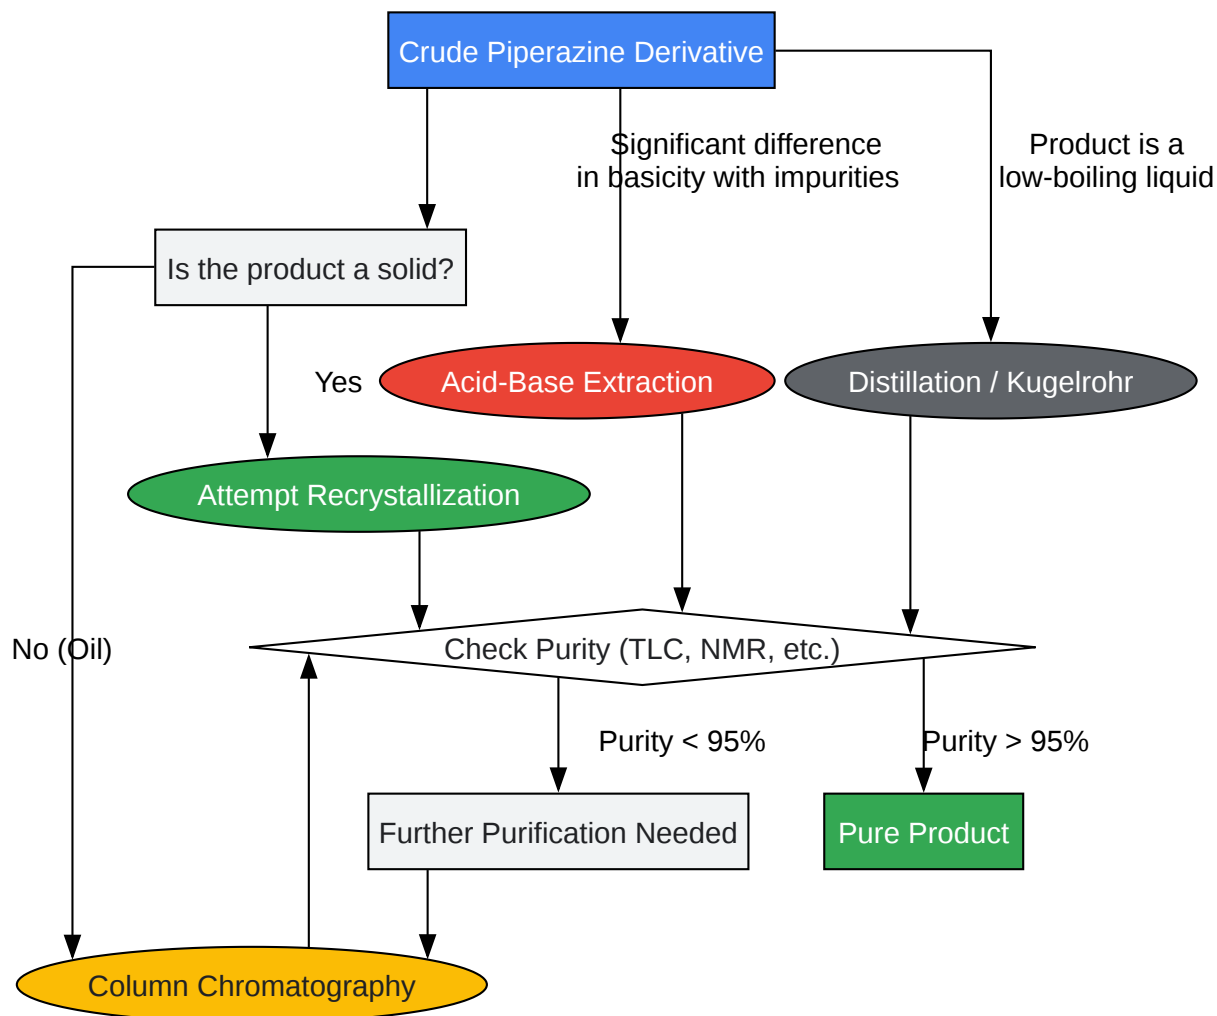 Crude Piperazine Derivative
Significant difference
in basicity with impurities
Product is a
low-boiling liquid
Is the product a solid?
Yes
Acid-Base Extraction
Distillation / Kugelrohr
Attempt Recrystallization
No (Oil)
Check Purity (TLC, NMR, etc.)
Purity < 95%
Purity > 95%
Further Purification Needed
Pure Product
Column Chromatography